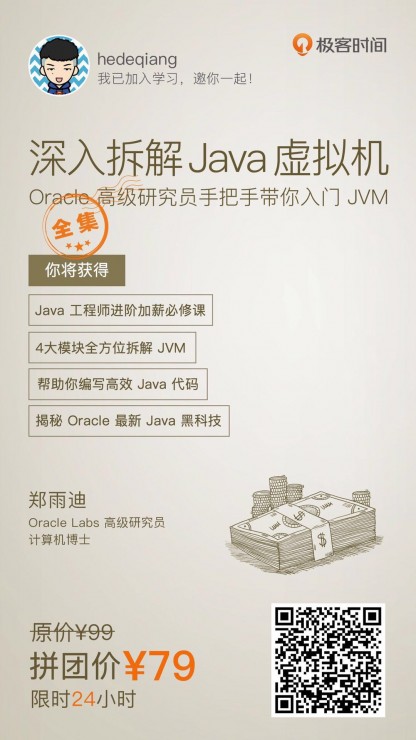 hedeqiang
我已加入学习，邀你一起！
极客时间
深入拆解 Java 虚拟机
Oracle 高级研究员手把手带你入门 JVM
全集
你将获得
Java 工程师进阶加薪必修课
4大模块全方位拆解 JVM
帮助你编写高效 Java 代码
揭秘 Oracle 最新 Java 黑科技
郑雨迪
Oracle Labs 高级研究员
计算机博士
原价¥99
拼团价¥79
限时24小时